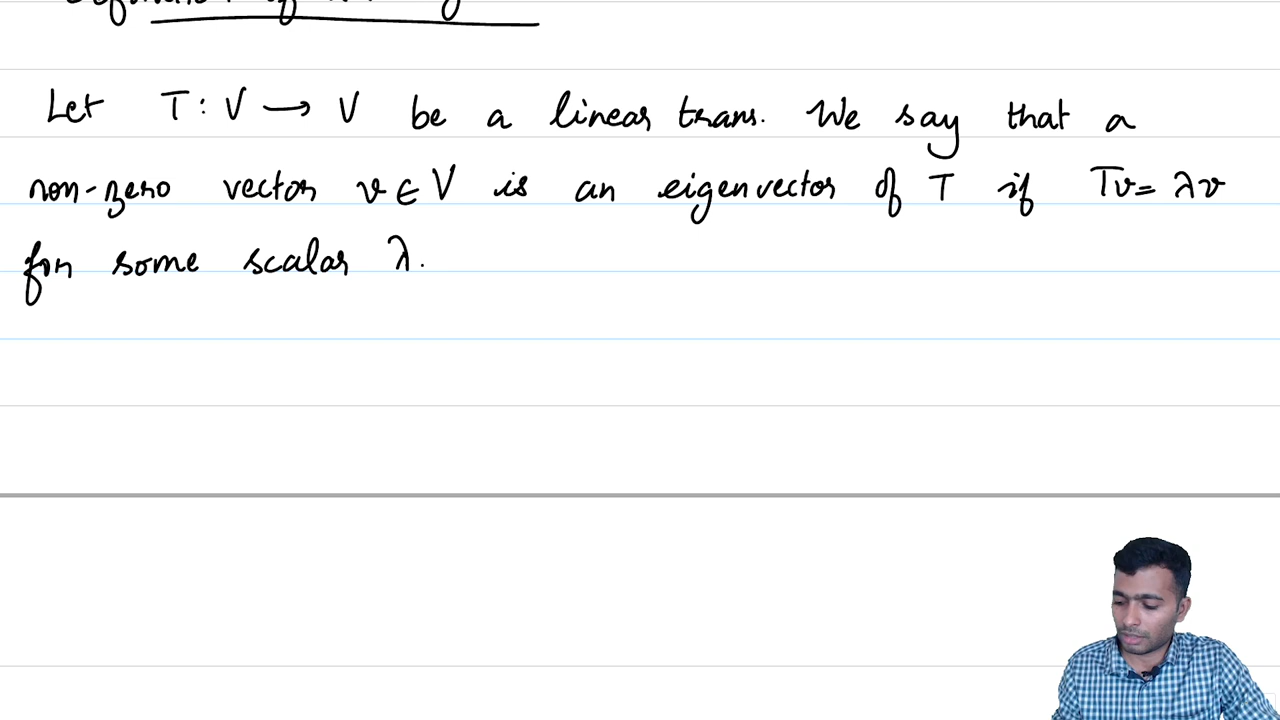 Let T : V → V be a linear trans. We say that a
non-zero vector v ∈ V is an eigenvector of T if Tv = λv
for some scalar λ.